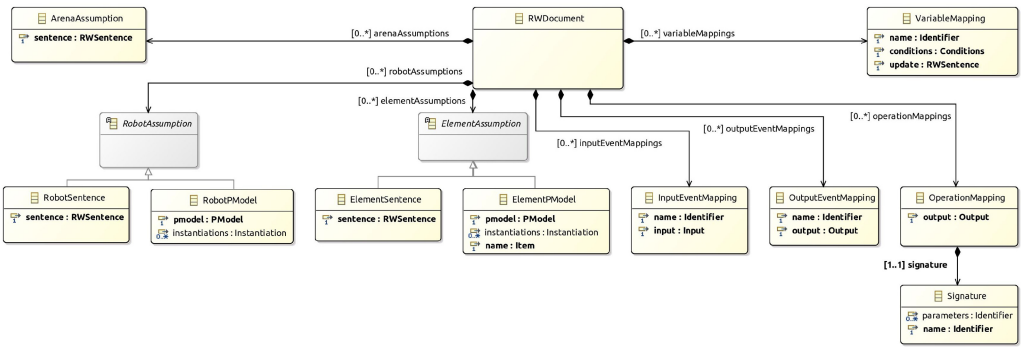 ArenaAssumption
sentence : RWSentence
RWDocument
VariableMapping
name : Identifier
conditions : Conditions
update : RWSentence
[0..*] arenaAssumptions
[0..*] variableMappings
[0..*] robotAssumptions
[0..*] elementAssumptions
[0..*] inputEventMappings
[0..*] outputEventMappings
[0..*] operationMappings
RobotAssumption
ElementAssumption
RobotSentence
sentence : RWSentence
RobotPModel
pmodel : PModel
0..* instantiations : Instantiation
ElementSentence
sentence : RWSentence
ElementPModel
pmodel : PModel
0..* instantiations : Instantiation
name : Item
InputEventMapping
name : Identifier
input : Input
OutputEventMapping
name : Identifier
output : Output
OperationMapping
output : Output
[1..1] signature
Signature
0..* parameters : Identifier
name : Identifier